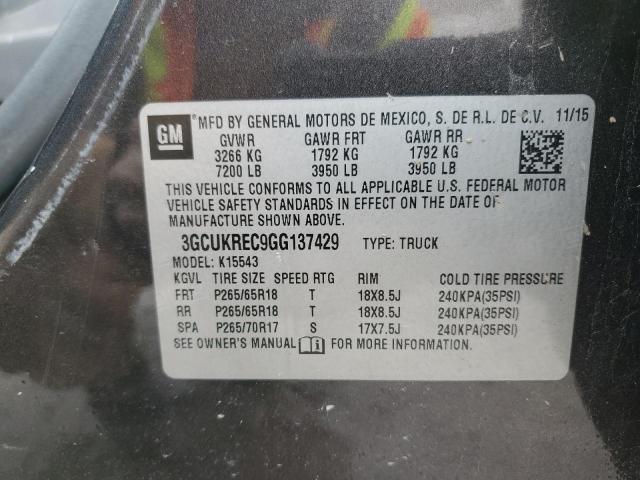 GM ®MFD BY GENERAL MOTORS DE MEXICO, S. DE R.L. DE C.V. 11/15
GVWR GAWR FRT GAWR RR
3266 KG 1792 KG 1792 KG
7200 LB 3950 LB 3950 LB
THIS VEHICLE CONFORMS TO ALL APPLICABLE U.S. FEDERAL MOTOR
VEHICLE SAFETY STANDARDS IN EFFECT ON THE DATE OF
MANUFACTURE SHOWN ABOVE.
3GCUKREC9GG137429 TYPE: TRUCK
MODEL: K15543
KGVL TIRE SIZE SPEED RTG RIM COLD TIRE PRESSURE
FRT P265/65R18 T 18X8.5J 240KPA(35PSI)
RR P265/65R18 T 18X8.5J 240KPA(35PSI)
SPA P265/70R17 S 17X7.5J 240KPA(35PSI)
SEE OWNER'S MANUAL FOR MORE INFORMATION.